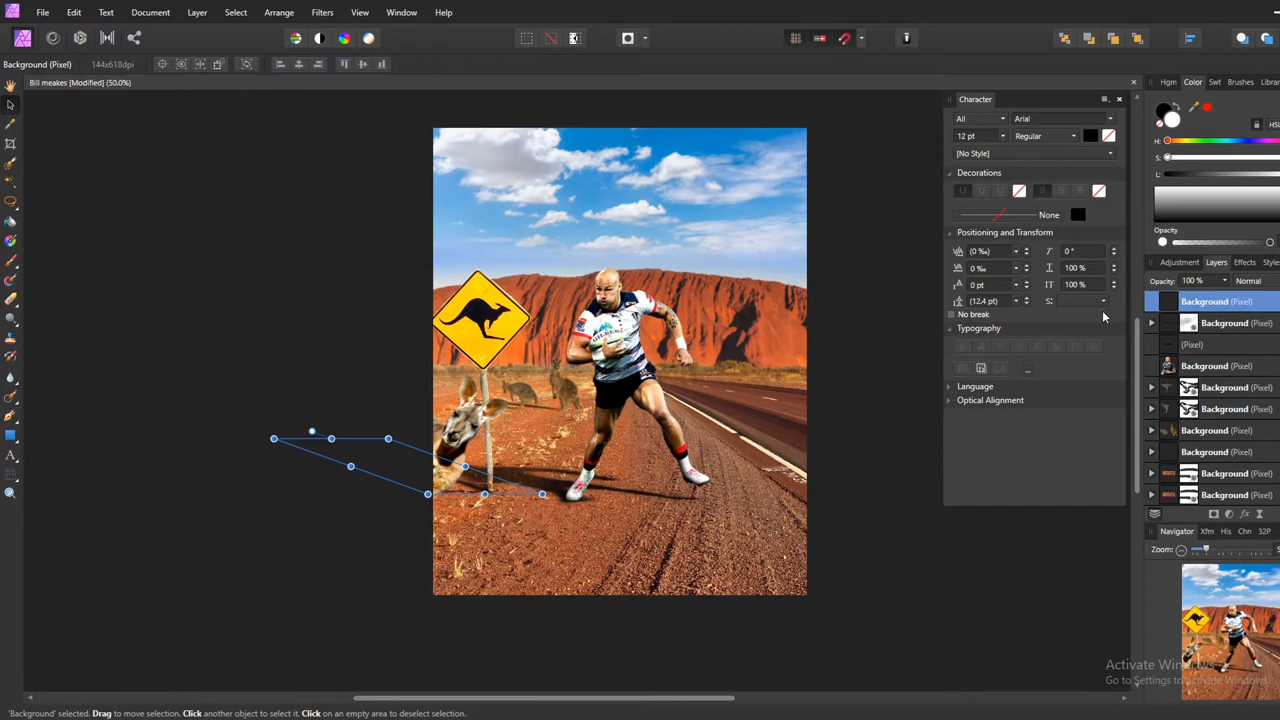 File Edit Text Document Layer Select Arrange Filters View Window Help
Background (Pixel) 144x618dpi
Bill meakes [Modified] (50.0%)
Hgm Color Swt Brushes Librar
Character
All Arial
12 pt Regular
[No Style]
Decorations
None
Positioning and Transform
(0 ‰) 0 °
0 ‰ 100 %
0 pt 100 %
(12.4 pt) S:
No break
Typography
Language
Optical Alignment
HSL
H:
S:
L:
Opacity
Adjustment Layers Effects Styles
Opacity: 100 % Normal
Background (Pixel)
Background (Pixel)
(Pixel)
Background (Pixel)
Background (Pixel)
Background (Pixel)
Background (Pixel)
Background (Pixel)
Background (Pixel)
Background (Pixel)
Navigator Xfm His Chn 32P
Zoom:
GILBERT
Activate Windows
Go to Settings to activate Windows.
'Background' selected. Drag to move selection. Click another object to select it. Click on an empty area to deselect selection.